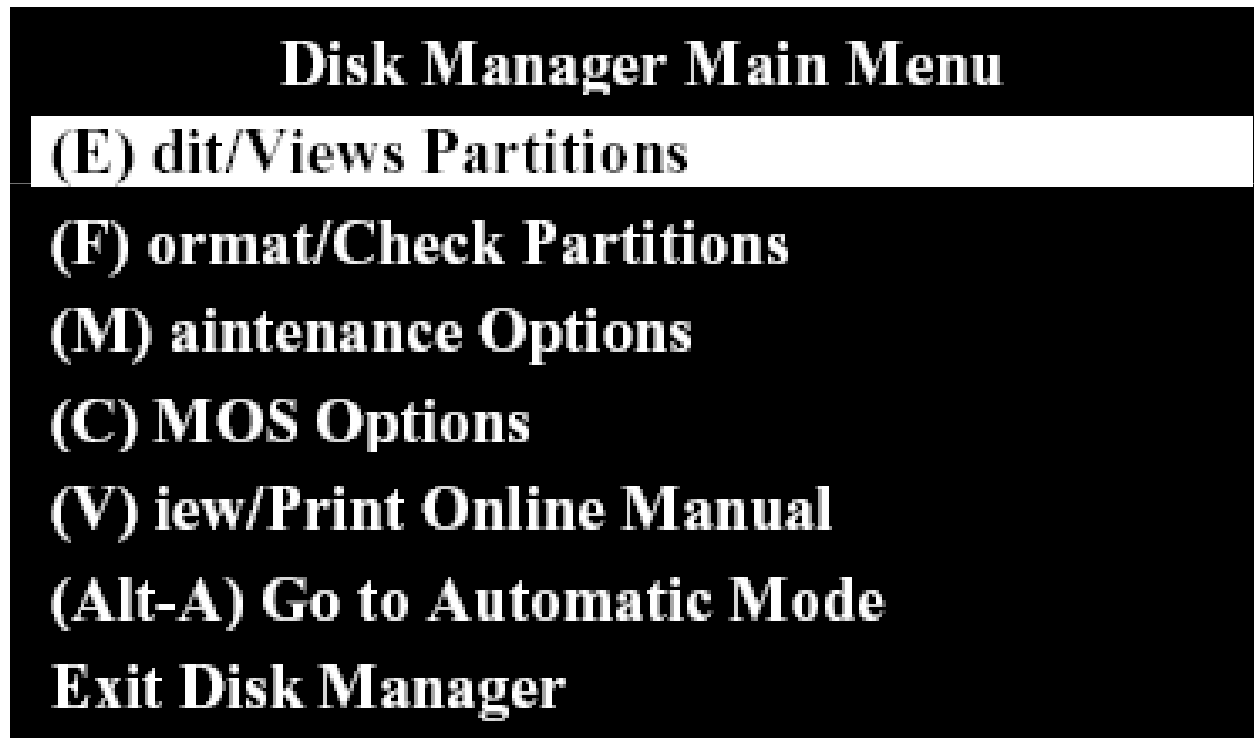 Disk Manager Main Menu
(E) dit/Views Partitions
(F) ormat/Check Partitions
(M) aintenance Options
(C) MOS Options
(V) iew/Print Online Manual
(Alt-A) Go to Automatic Mode
Exit Disk Manager